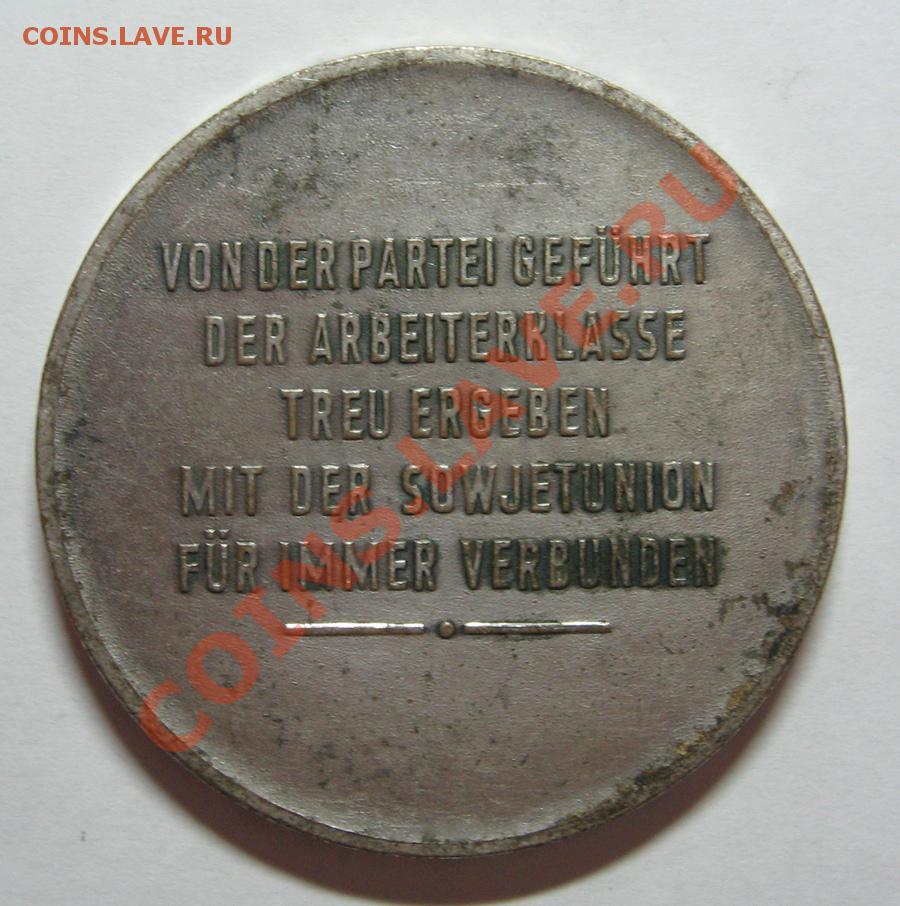 COINS.LAVE.RU
VON DER PARTEI GEFÜHRT
DER ARBEITERKLASSE
TREU ERGEBEN
MIT DER SOWJETUNION
FÜR IMMER VERBUNDEN
COINS.LAVE.RU